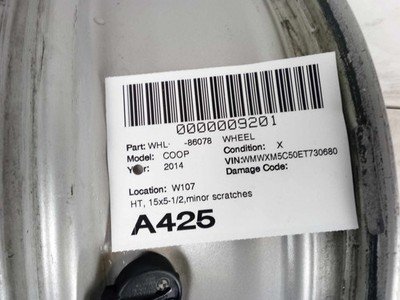 0000009201
Part: WHL -86078 WHEEL
Model: COOP Condition: X
Year: 2014 VIN:WMWXM5C50ET730680
Damage Code:
Location: W107
HT, 15x5-1/2,minor scratches
A425